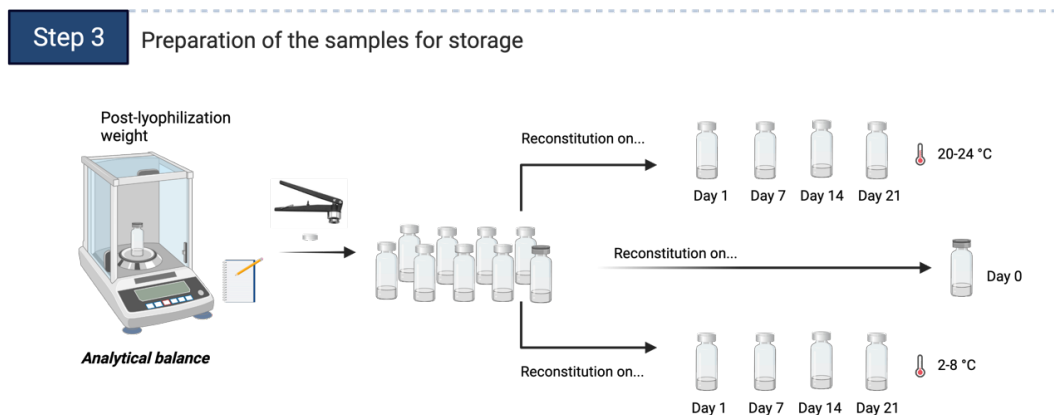 Step 3
Preparation of the samples for storage
Post-lyophilization
weight
Analytical balance
Reconstitution on...
Day 1
Day 7
Day 14
Day 21
20-24 °C
Reconstitution on...
Day 0
Reconstitution on...
Day 1
Day 7
Day 14
Day 21
2-8 °C